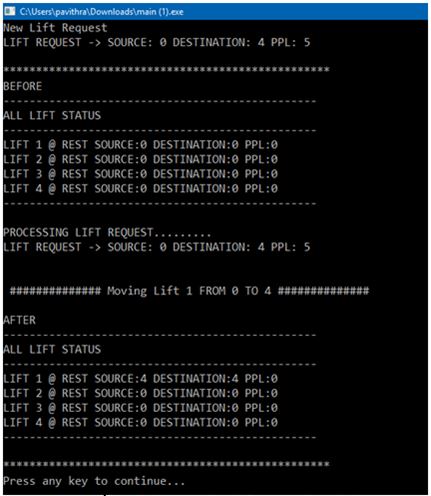 C:\Users\pavithra\Downloads\main (1).exe
New Lift Request
LIFT REQUEST -> SOURCE: 0 DESTINATION: 4 PPL: 5
**************************************************
BEFORE
------------------------------------------------
ALL LIFT STATUS
------------------------------------------------
LIFT 1 @ REST SOURCE:0 DESTINATION:0 PPL:0
LIFT 2 @ REST SOURCE:0 DESTINATION:0 PPL:0
LIFT 3 @ REST SOURCE:0 DESTINATION:0 PPL:0
LIFT 4 @ REST SOURCE:0 DESTINATION:0 PPL:0
------------------------------------------------
PROCESSING LIFT REQUEST.........
LIFT REQUEST -> SOURCE: 0 DESTINATION: 4 PPL: 5
############## Moving Lift 1 FROM 0 TO 4 ##############
AFTER
------------------------------------------------
ALL LIFT STATUS
------------------------------------------------
LIFT 1 @ REST SOURCE:4 DESTINATION:4 PPL:0
LIFT 2 @ REST SOURCE:0 DESTINATION:0 PPL:0
LIFT 3 @ REST SOURCE:0 DESTINATION:0 PPL:0
LIFT 4 @ REST SOURCE:0 DESTINATION:0 PPL:0
------------------------------------------------
**************************************************
Press any key to continue...